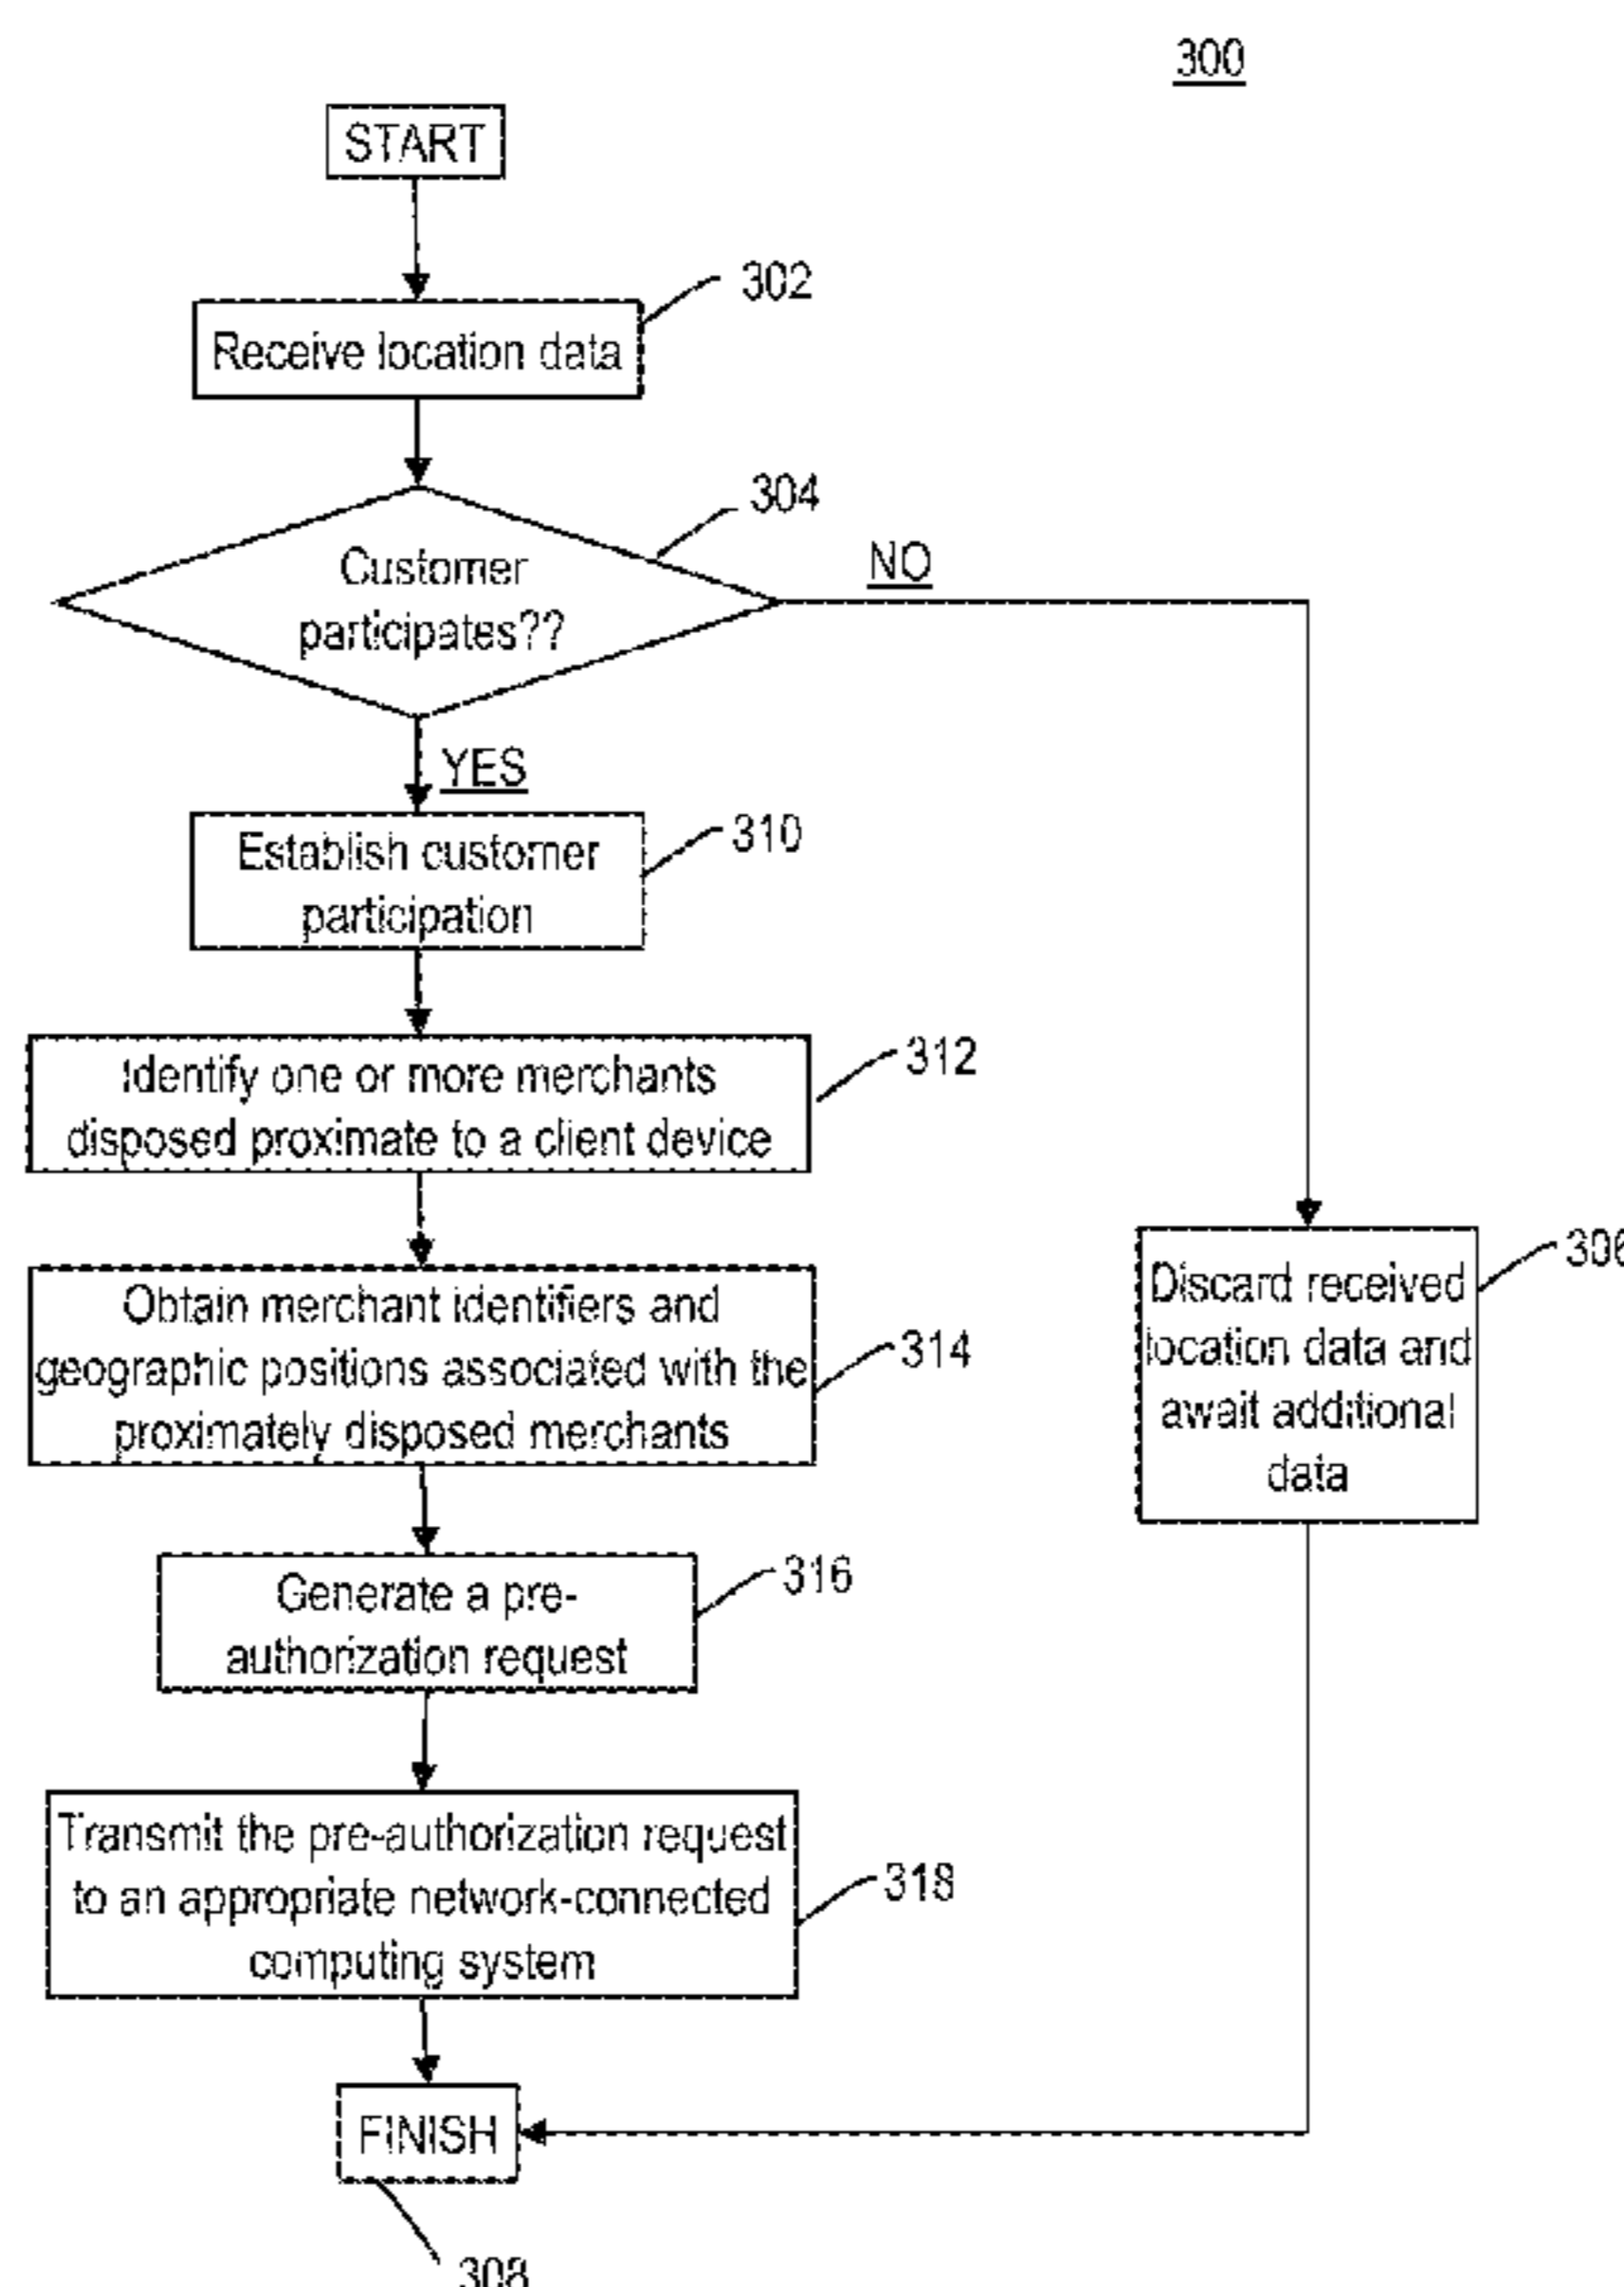 300
START
302
Receive location data
304
Customer
participates??
NO
YES
310
Establish customer
participation
312
Identify one or more merchants
disposed proximate to a client device
306
Discard received
location data and
await additional
data
314
Obtain merchant identifiers and
geographic positions associated with the
proximately disposed merchants
316
Generate a pre-
authorization request
318
Transmit the pre-authorization request
to an appropriate network-connected
computing system
FINISH
308